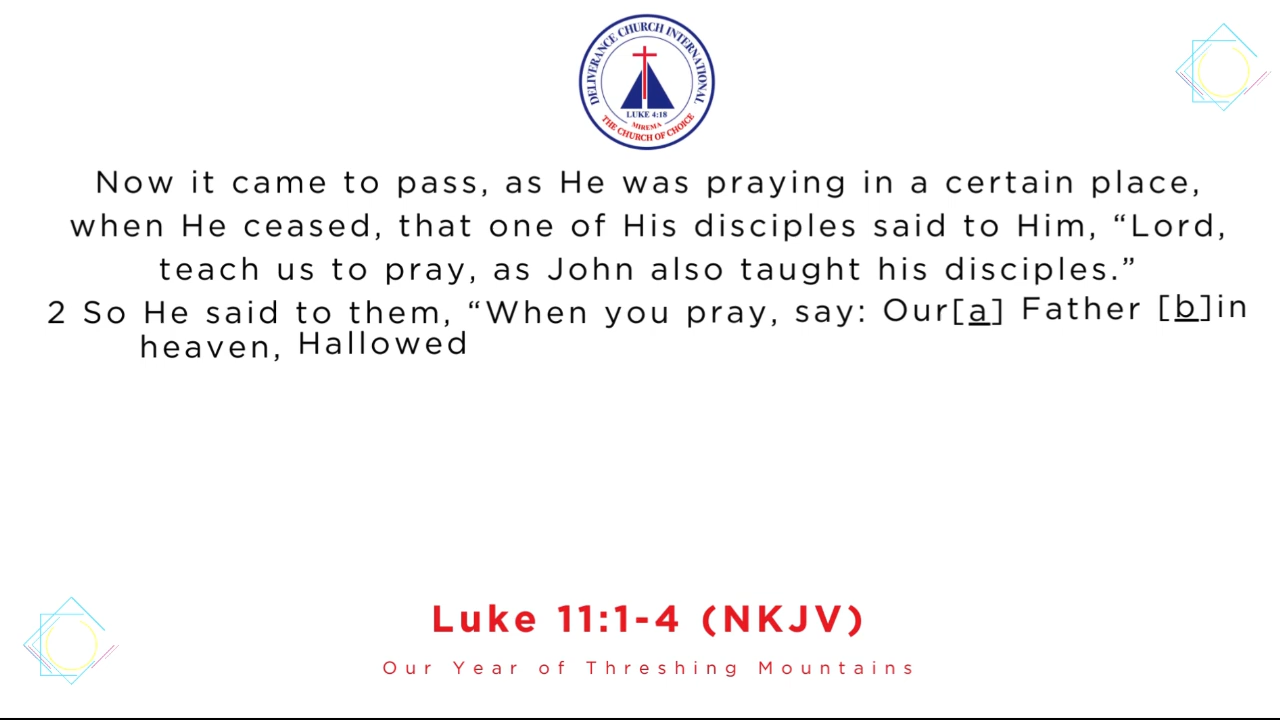 DELIVERANCE CHURCH INTERNATIONAL
LUKE 4:18
MIREMA
THE CHURCH OF CHOICE
Now it came to pass, as He was praying in a certain place,
when He ceased, that one of His disciples said to Him, “Lord,
teach us to pray, as John also taught his disciples.”
2 So He said to them, “When you pray, say: Our[a] Father [b]in
heaven, Hallowed
Luke 11:1-4 (NKJV)
Our Year of Threshing Mountains